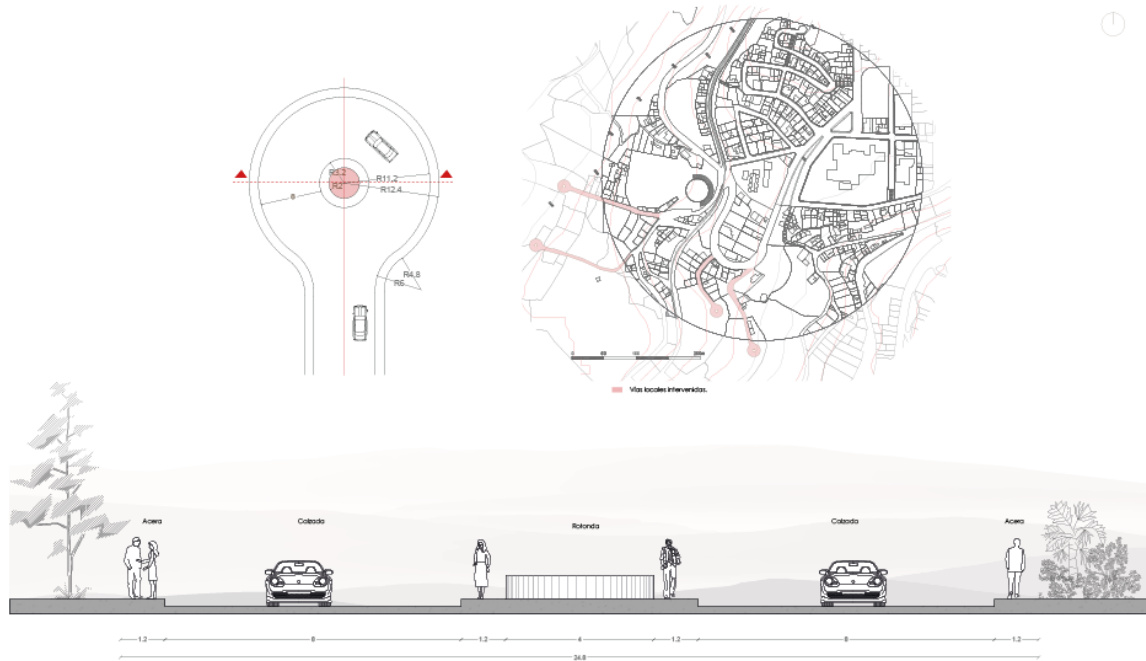 R3,2
R2
R11,2
R12,4
8
R4,8
R6
Vías locales intervenidas.
Acera
Calzada
Rotonda
Calzada
Acera
1.2
8
1.2
4
1.2
8
1.2
24.8